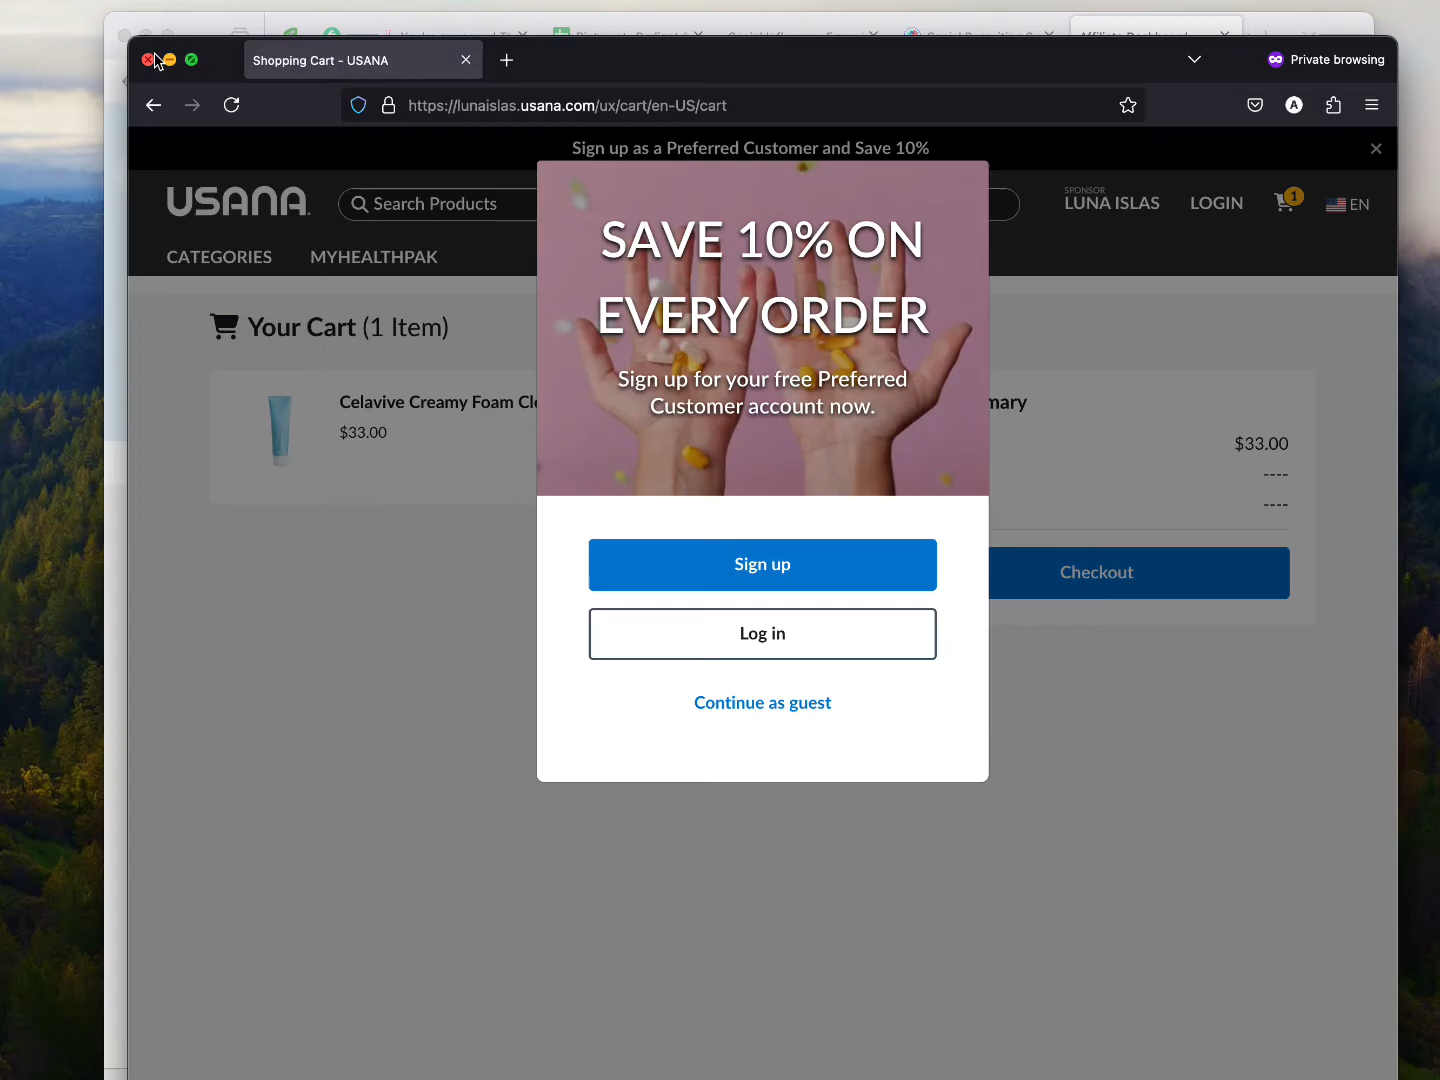 Shopping Cart - USANA
Private browsing
https://lunaislas.usana.com/ux/cart/en-US/cart
A
Sign up as a Preferred Customer and Save 10%
USANA
Search Products
SPONSOR
LUNA ISLAS
LOGIN
1
EN
CATEGORIES
MYHEALTHPAK
SAVE 10% ON
EVERY ORDER
Sign up for your free Preferred
Customer account now.
Your Cart (1 Item)
Celavive Creamy Foam
$33.00
$33.00
----
----
Sign up
Checkout
Log in
Continue as guest